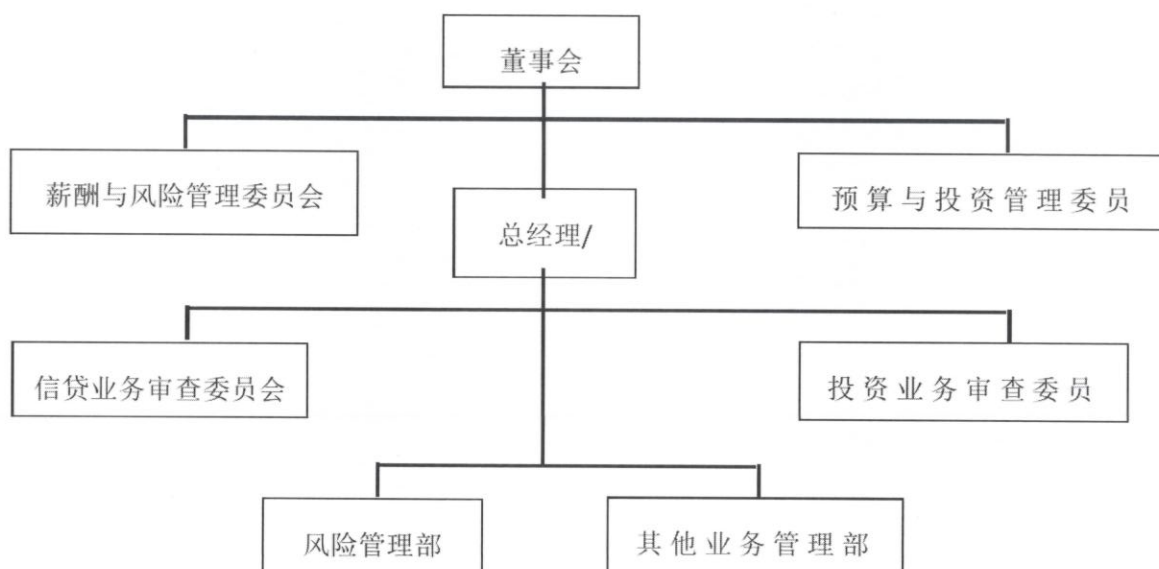 董事会
薪酬与风险管理委员会
预算与投资管理委员
总经理/
信贷业务审查委员会
投资业务审查委员
风险管理部
其他业务管理部